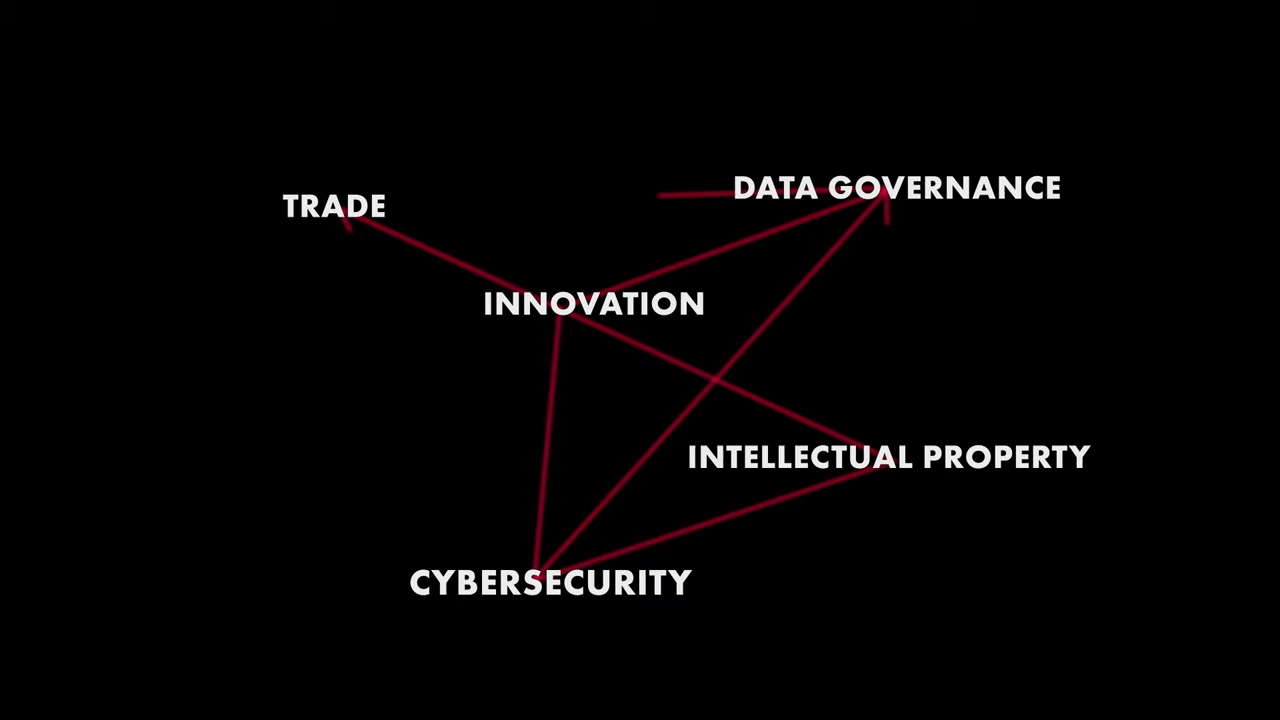 DATA GOVERNANCE
TRADE
INNOVATION
INTELLECTUAL PROPERTY
CYBERSECURITY